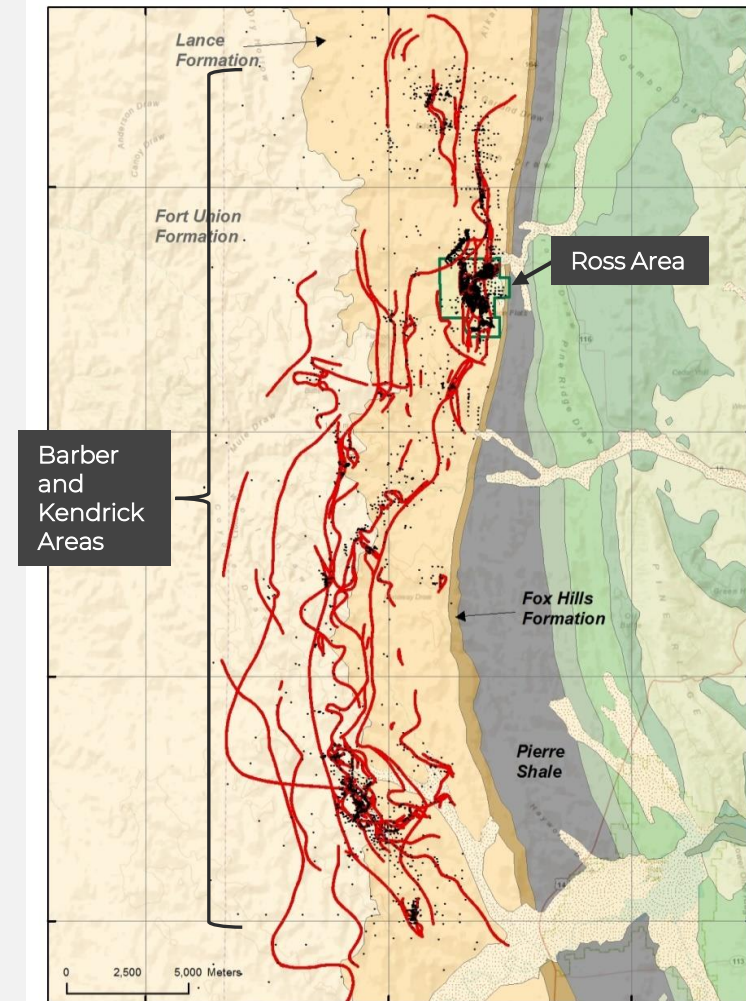 Lance
Formation
Fort Union
Formation
Ross Area
Barber
and
Kendrick
Areas
Fox Hills
Formation
Pierre
Shale
0 2,500 5,000 Meters